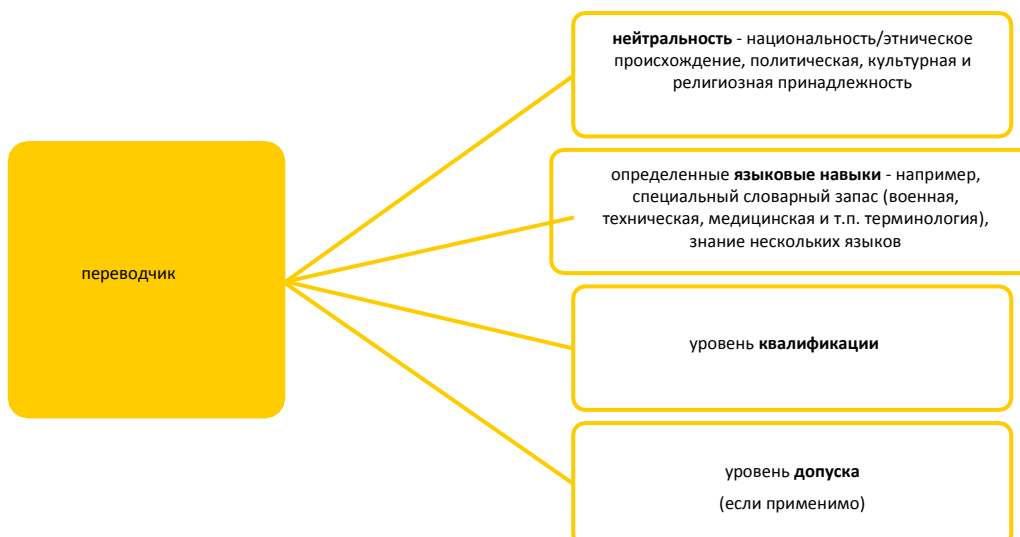 нейтральность - национальность/этническое
происхождение, политическая, культурная и
религиозная принадлежность
определенные языковые навыки - например,
специальный словарный запас (военная,
техническая, медицинская и т.п. терминология),
знание нескольких языков
переводчик
уровень квалификации
уровень допуска
(если применимо)